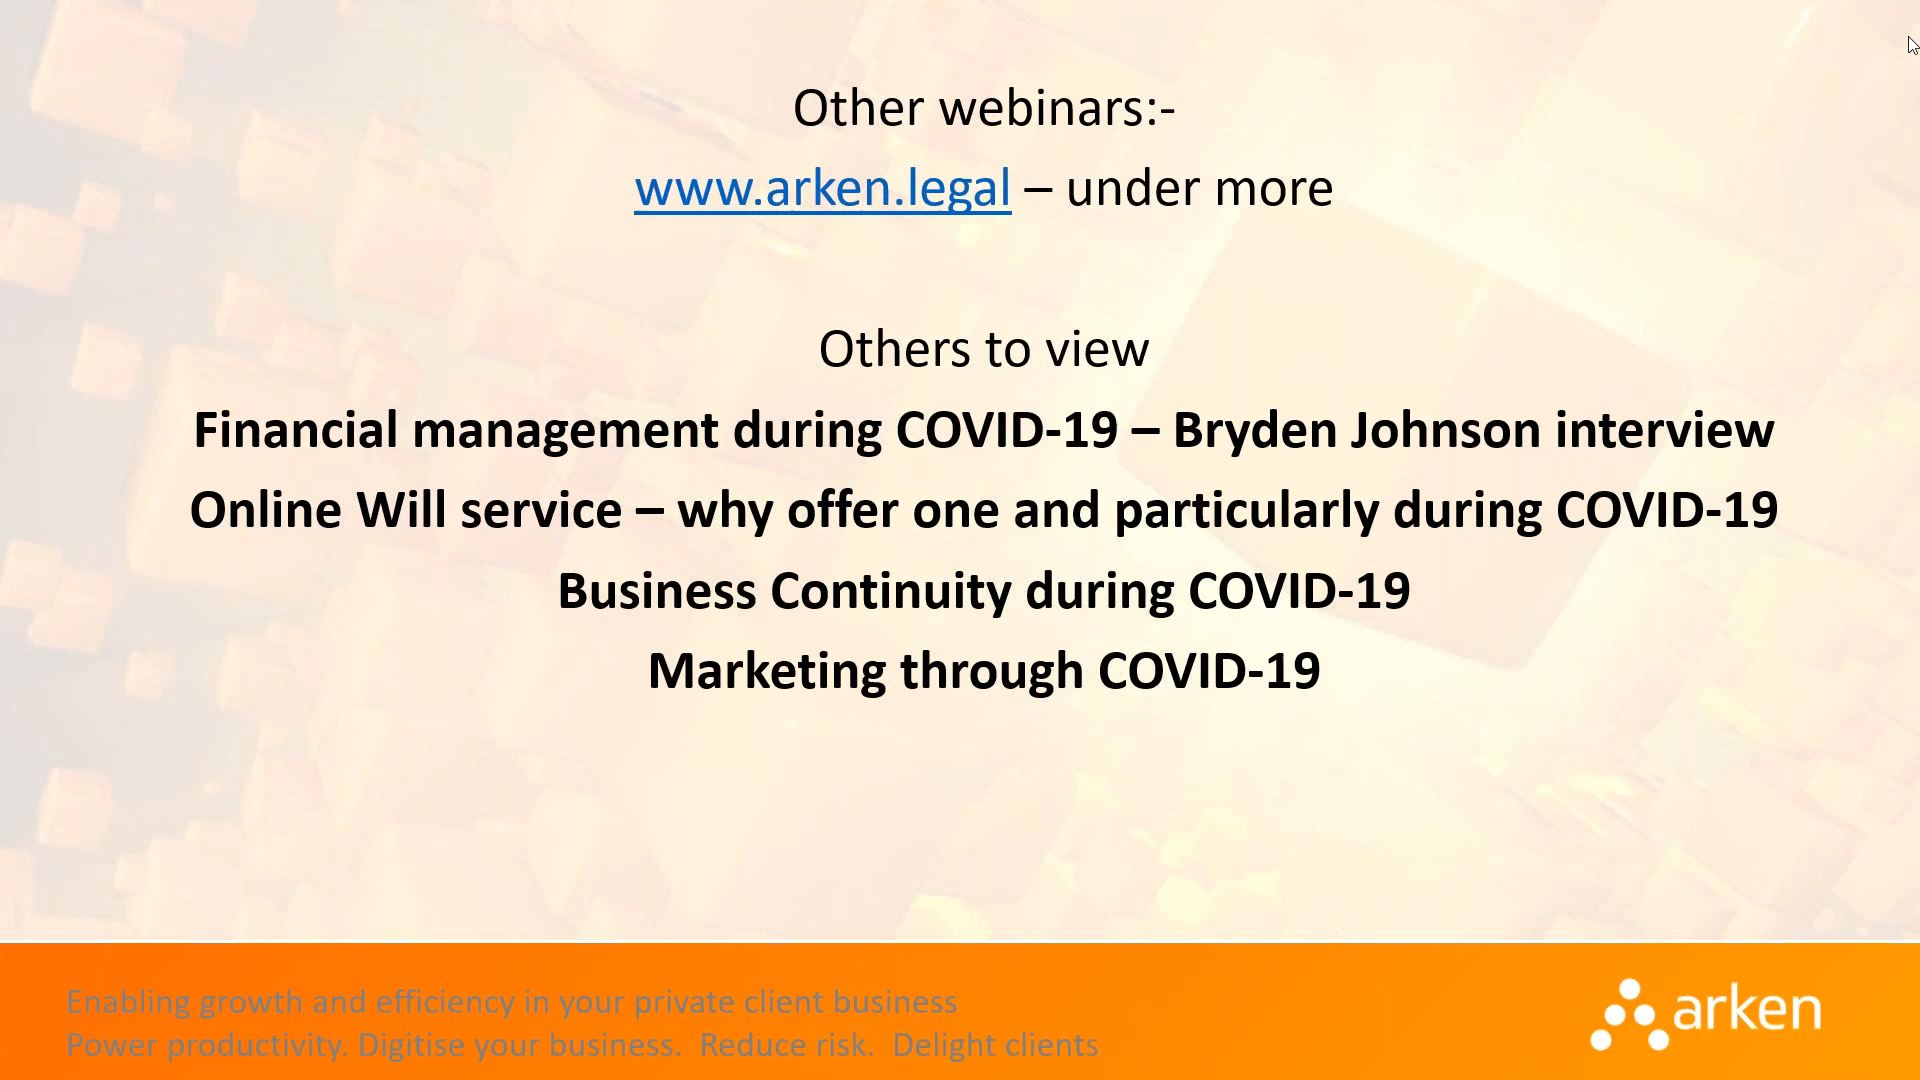 Other webinars:-
www.arken.legal – under more
Others to view
Financial management during COVID-19 – Bryden Johnson interview
Online Will service – why offer one and particularly during COVID-19
Business Continuity during COVID-19
Marketing through COVID-19
Enabling growth and efficiency in your private client business
Power productivity. Digitise your business.  Reduce risk.  Delight clients
arken